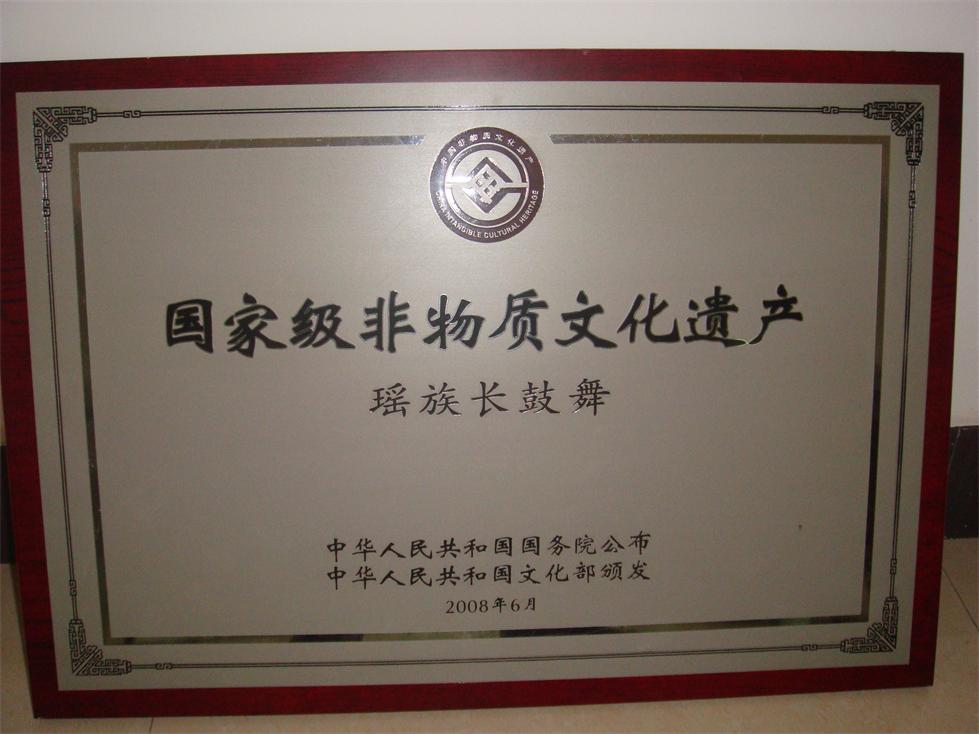 中国非物质文化遗产
CHINA INTANGIBLE CULTURAL HERITAGE
国家级非物质文化遗产
瑶族长鼓舞
中华人民共和国国务院公布
中华人民共和国文化部颁发
2008年6月